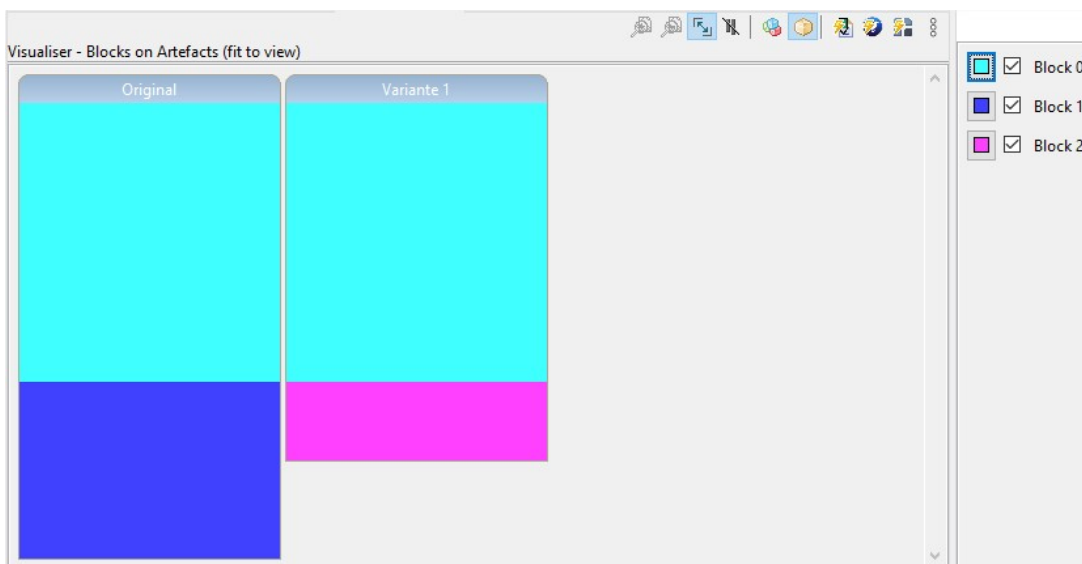 Visualiser - Blocks on Artefacts (fit to view)
Original
Variante 1
Block 0
Block 1
Block 2